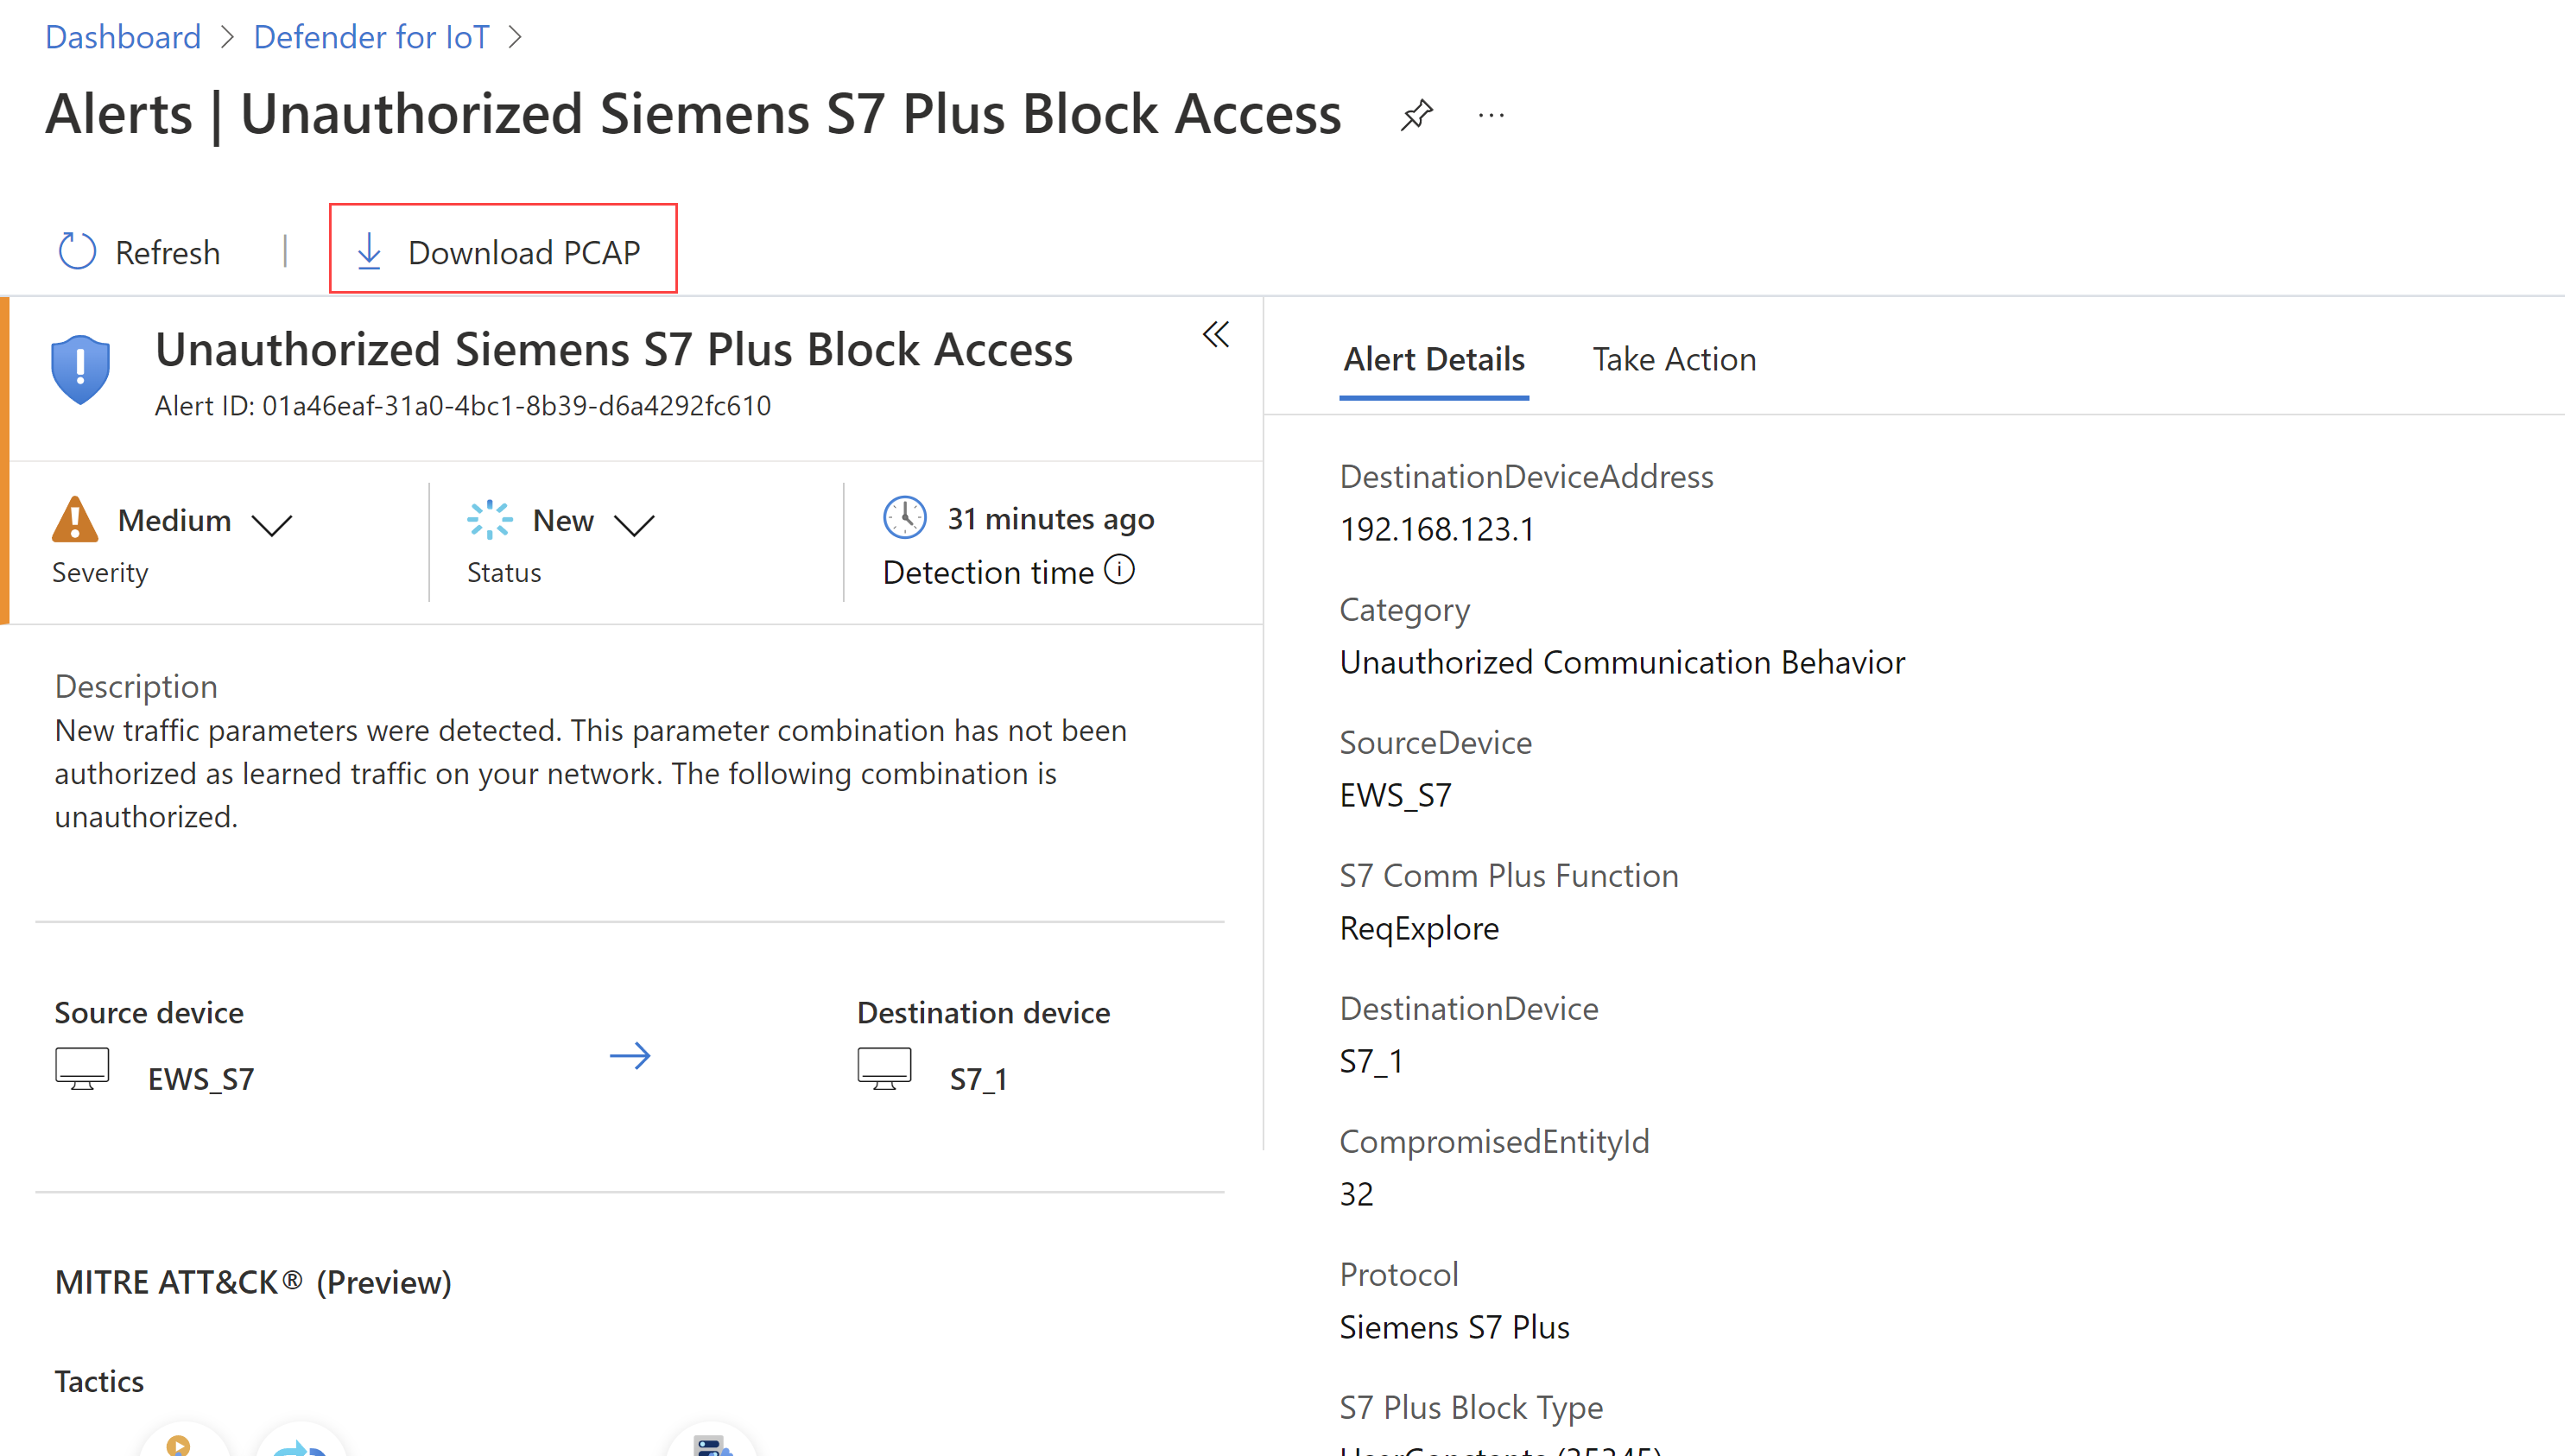 Dashboard > Defender for IoT >
Alerts | Unauthorized Siemens S7 Plus Block Access ...
Refresh | Download PCAP
Unauthorized Siemens S7 Plus Block Access
Alert ID: 01a46eaf-31a0-4bc1-8b39-d6a4292fc610
Medium
Severity
New
Status
31 minutes ago
Detection time
Description
New traffic parameters were detected. This parameter combination has not been
authorized as learned traffic on your network. The following combination is
unauthorized.
Source device
EWS_S7
Destination device
S7_1
MITRE ATT&CK® (Preview)
Tactics
Alert Details
Take Action
DestinationDeviceAddress
192.168.123.1
Category
Unauthorized Communication Behavior
SourceDevice
EWS_S7
S7 Comm Plus Function
ReqExplore
DestinationDevice
S7_1
CompromisedEntityId
32
Protocol
Siemens S7 Plus
S7 Plus Block Type